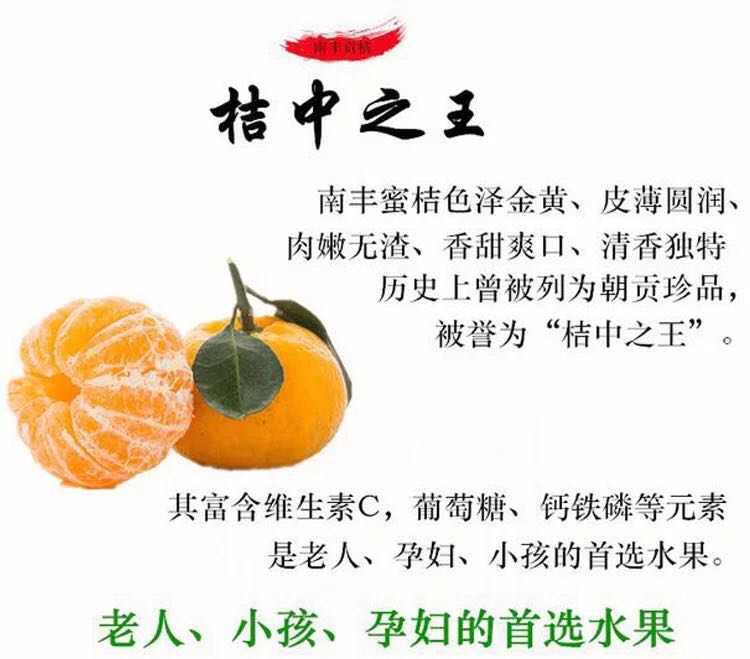 南丰贡桔
桔中之王
南丰蜜桔色泽金黄、皮薄圆润、
肉嫩无渣、香甜爽口、清香独特
历史上曾被列为朝贡珍品，
被誉为“桔中之王”。
其富含维生素C，葡萄糖、钙铁磷等元素
是老人、孕妇、小孩的首选水果。
老人、小孩、孕妇的首选水果